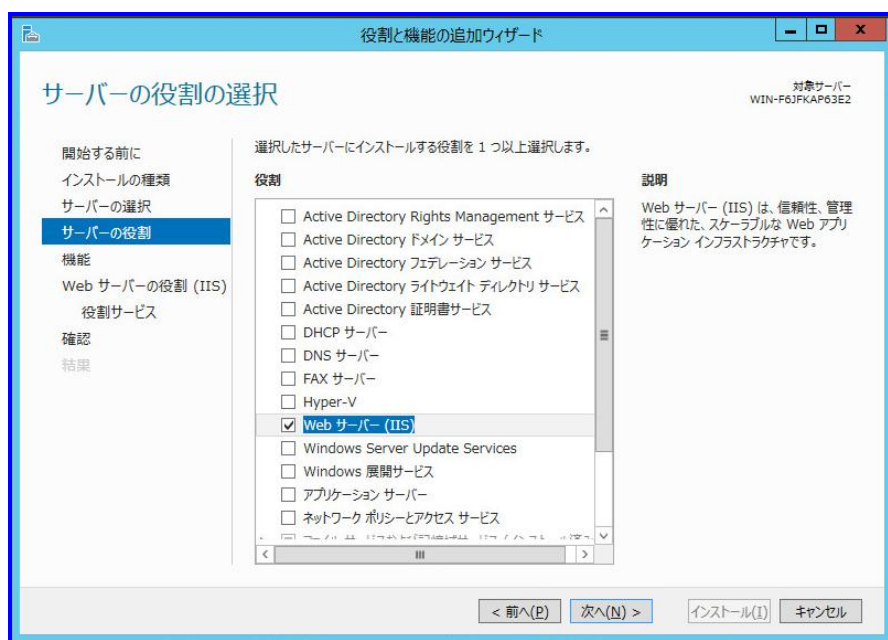 役割と機能の追加ウィザード
サーバーの役割の選択
対象サーバー
WIN-F6JFKAP63E2
開始する前に
インストールの種類
サーバーの選択
サーバーの役割
機能
Web サーバーの役割 (IIS)
役割サービス
確認
結果
選択したサーバーにインストールする役割を 1 つ以上選択します。
役割
Active Directory Rights Management サービス
Active Directory ドメイン サービス
Active Directory フェデレーション サービス
Active Directory ライトウェイト ディレクトリ サービス
Active Directory 証明書サービス
DHCP サーバー
DNS サーバー
FAX サーバー
Hyper-V
Web サーバー (IIS)
Windows Server Update Services
Windows 展開サービス
アプリケーション サーバー
ネットワーク ポリシーとアクセス サービス
説明
Web サーバー (IIS) は、信頼性、管理
性に優れた、スケーラブルな Web アプリ
ケーション インフラストラクチャです。
< 前へ(P)
次へ(N) >
インストール(I)
キャンセル